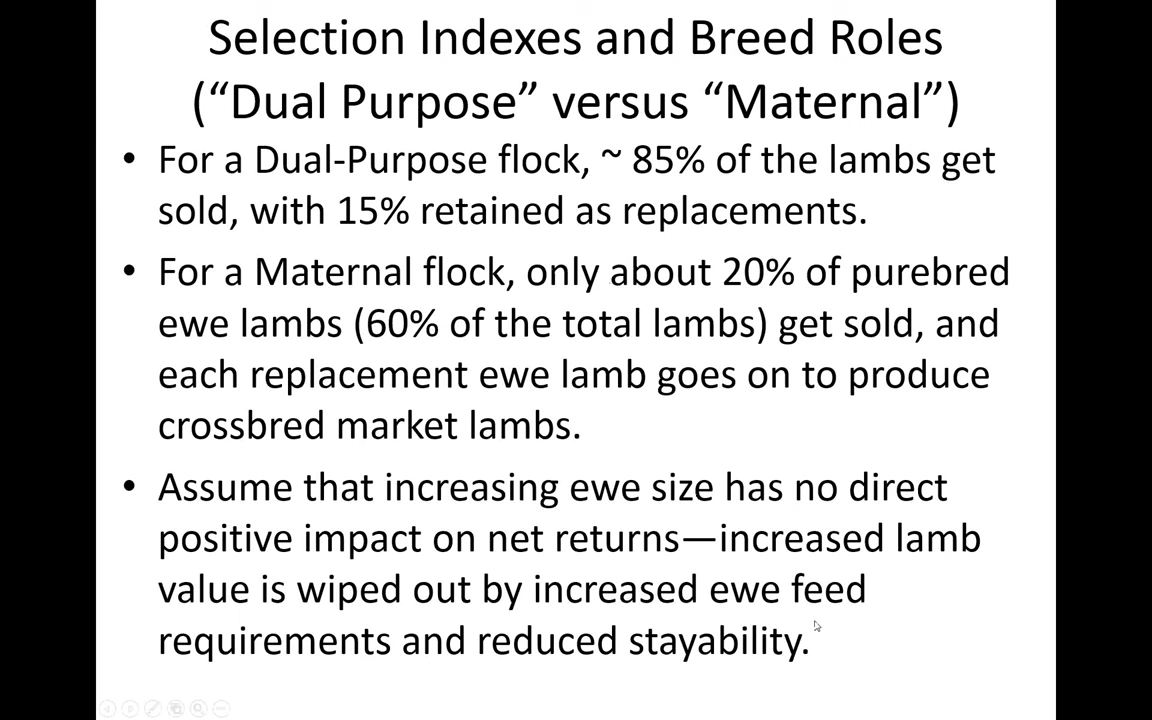 Selection Indexes and Breed Roles
(“Dual Purpose” versus “Maternal”)
• For a Dual-Purpose flock, ~ 85% of the lambs get
sold, with 15% retained as replacements.
• For a Maternal flock, only about 20% of purebred
ewe lambs (60% of the total lambs) get sold, and
each replacement ewe lamb goes on to produce
crossbred market lambs.
• Assume that increasing ewe size has no direct
positive impact on net returns—increased lamb
value is wiped out by increased ewe feed
requirements and reduced stayability.